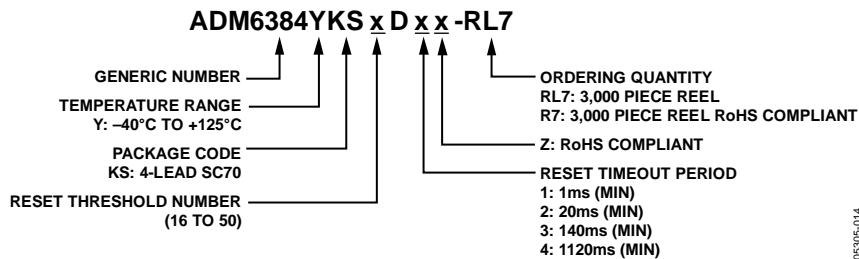 ADM6384YKS x D x x -RL7
GENERIC NUMBER
TEMPERATURE RANGE
Y: –40°C TO +125°C
PACKAGE CODE
KS: 4-LEAD SC70
RESET THRESHOLD NUMBER
(16 TO 50)
ORDERING QUANTITY
RL7: 3,000 PIECE REEL
R7: 3,000 PIECE REEL RoHS COMPLIANT
Z: RoHS COMPLIANT
RESET TIMEOUT PERIOD
1: 1ms (MIN)
2: 20ms (MIN)
3: 140ms (MIN)
4: 1120ms (MIN)
05305-014